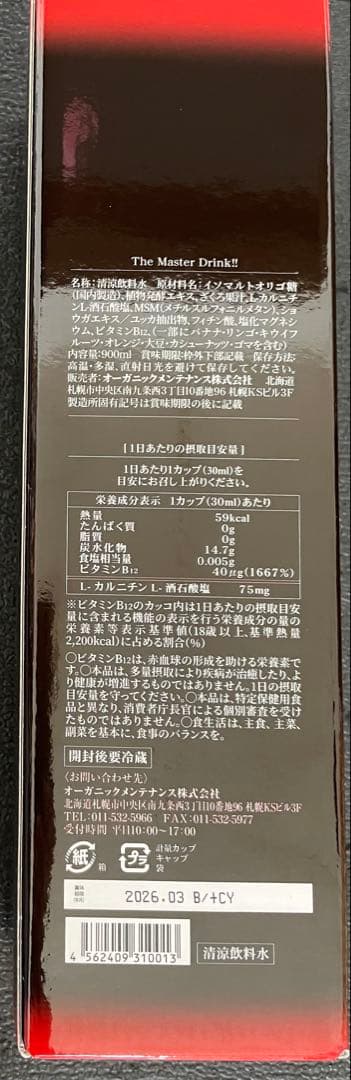 The Master Drink!!
名称:清涼飲料水　原材料名:イソマルトオリゴ糖
(国内製造)、植物発酵エキス、ざくろ果汁、L-カルニチ
ンL-酒石酸塩、MSM(メチルスルフォニルメタン)、ショ
ウガエキス／ユッカ抽出物、フィチン酸、塩化マグネシ
ウム、ビタミンB12、(一部にバナナ・リンゴ・キウイフ
ルーツ・オレンジ・大豆・カシューナッツ・ゴマを含む)
内容量:900ml　賞味期限:枠外下部記載　保存方法:
高温・多湿、直射日光を避けて保存してください。
販売者:オーガニックメンテナンス株式会社　北海道
札幌市中央区南九条西3丁目10番地96 札幌KSビル3F
製造所固有記号は賞味期限の後に記載
[1日あたりの摂取目安量]
1日あたり1カップ(30ml)を
目安にお召し上がりください。
栄養成分表示　1カップ(30ml)あたり
熱量　59kcal
たんぱく質　0g
脂質　0g
炭水化物　14.7g
食塩相当量　0.005g
ビタミンB12　40μg(1667%)
L-カルニチン L-酒石酸塩　75mg
※ビタミンB12のカッコ内は1日あたりの摂取目安
量に含まれる機能の表示を行う栄養成分の量の
栄養素等表示基準値(18歳以上、基準熱量
2,200kcal)に占める割合(%)
○ビタミンB12は、赤血球の形成を助ける栄養素で
す。○本品は、多量摂取により疾病が治癒したり、よ
り健康が増進するものではありません。1日の摂取
目安量を守ってください。○本品は、特定保健用食
品と異なり、消費者庁長官による個別審査を受け
たものではありません。○食生活は、主食、主菜、
副菜を基本に、食事のバランスを。
開封後要冷蔵
〈お問い合わせ先〉
オーガニックメンテナンス株式会社
北海道札幌市中央区南九条西3丁目10番地96 札幌KSビル3F
TEL:011-532-5966　FAX:011-532-5977
受付時間 平日10:00~17:00
紙 箱
プラ 計量カップ
キャップ
袋
賞味期限 2026.03 B/+CY
4 562409 310013
清涼飲料水